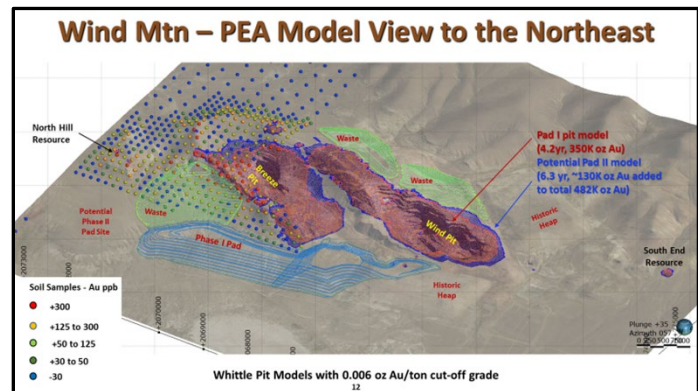 Wind Mtn – PEA Model View to the Northeast
North Hill
Resource
Waste
Waste
Pad I pit model
(4.2yr, 350K oz Au)
Potential Pad II model
(6.3 yr, ~130K oz Au added
to total 482K oz Au)
Breeze
Pit
Potential
Phase II
Pad Site
Waste
Wind Pit
Historic
Heap
Phase I Pad
South End
Resource
Historic
Heap
Soil Samples - Au ppb
+300
+125 to 300
+50 to 125
+30 to 50
-30
Plunge +35
Whittle Pit Models with 0.006 oz Au/ton cut-off grade
12